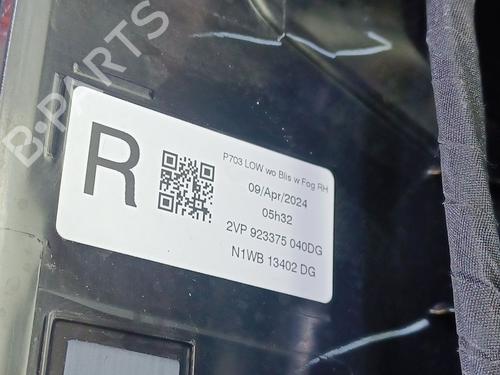 B-PARTS
R
P703 LOW wo Blis w Fog RH
09/Apr/2024
05h32
2VP 923375 040DG
N1WB 13402 DG